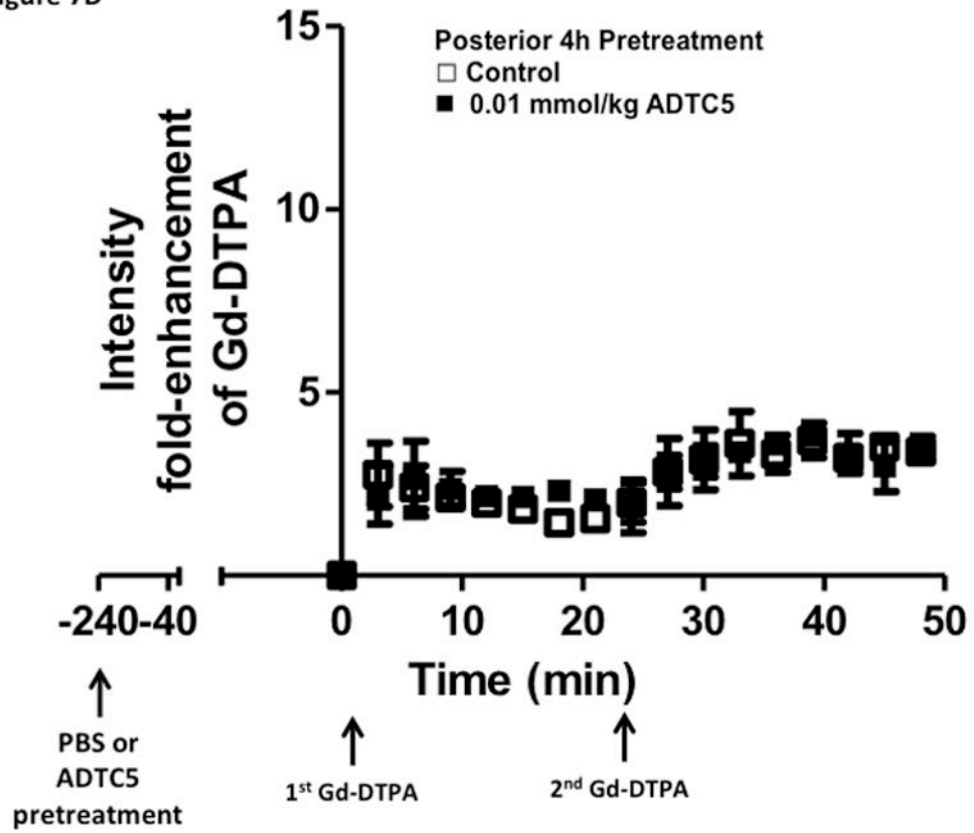 15
Posterior 4h Pretreatment
Control
0.01 mmol/kg ADTC5
Intensity
fold-enhancement
of Gd-DTPA
10
5
-240-40 0 10 20 30 40 50
Time (min)
PBS or
ADTC5
pretreatment
1st Gd-DTPA
2nd Gd-DTPA